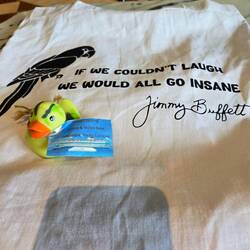 IF WE COULDN'T LAUGH
WE WOULD ALL GO INSANE
Jimmy Buffett